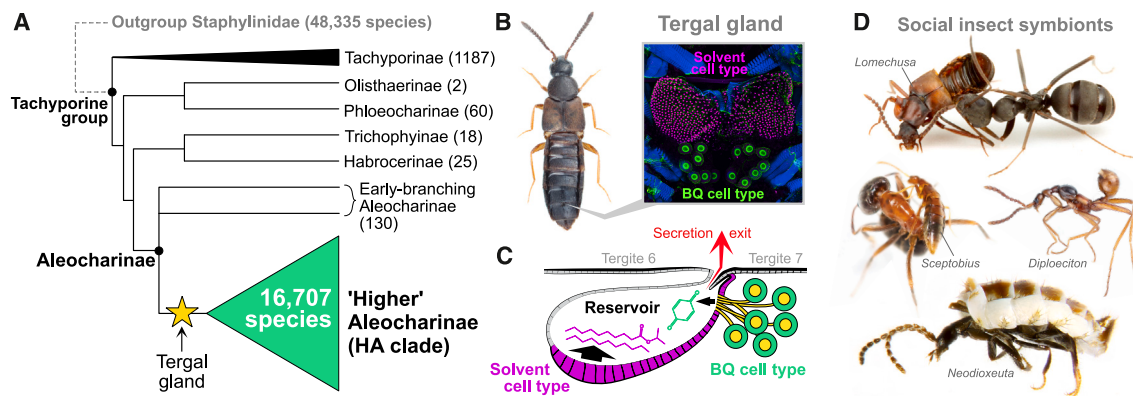 A
Outgroup Staphylinidae (48,335 species)
Tachyporinae (1187)
Olisthaerinae (2)
Phloeocharinae (60)
Tachyporine
group
Trichophyinae (18)
Habrocerinae (25)
Early-branching
Aleocharinae
(130)
Aleocharinae
16,707
species
'Higher'
Aleocharinae
(HA clade)
Tergal
gland
B
Tergal gland
Solvent
cell type
BQ cell type
C
Secretion exit
Tergite 6
Tergite 7
Reservoir
Solvent
cell type
BQ cell type
D
Social insect symbionts
Lomechusa
Sceptobius
Diploeciton
Neodioxeuta